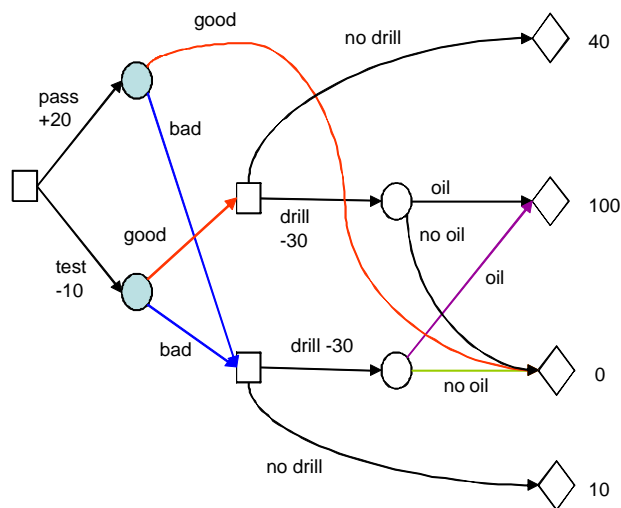 good
no drill
40
pass
+20
bad
oil
100
drill
-30
no oil
good
test
-10
oil
drill -30
bad
no oil
0
no drill
10